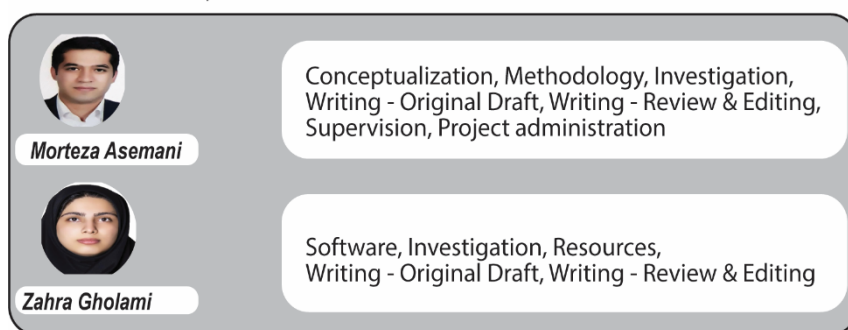 Morteza Asemani
Conceptualization, Methodology, Investigation,
Writing - Original Draft, Writing - Review & Editing,
Supervision, Project administration
Zahra Gholami
Software, Investigation, Resources,
Writing - Original Draft, Writing - Review & Editing